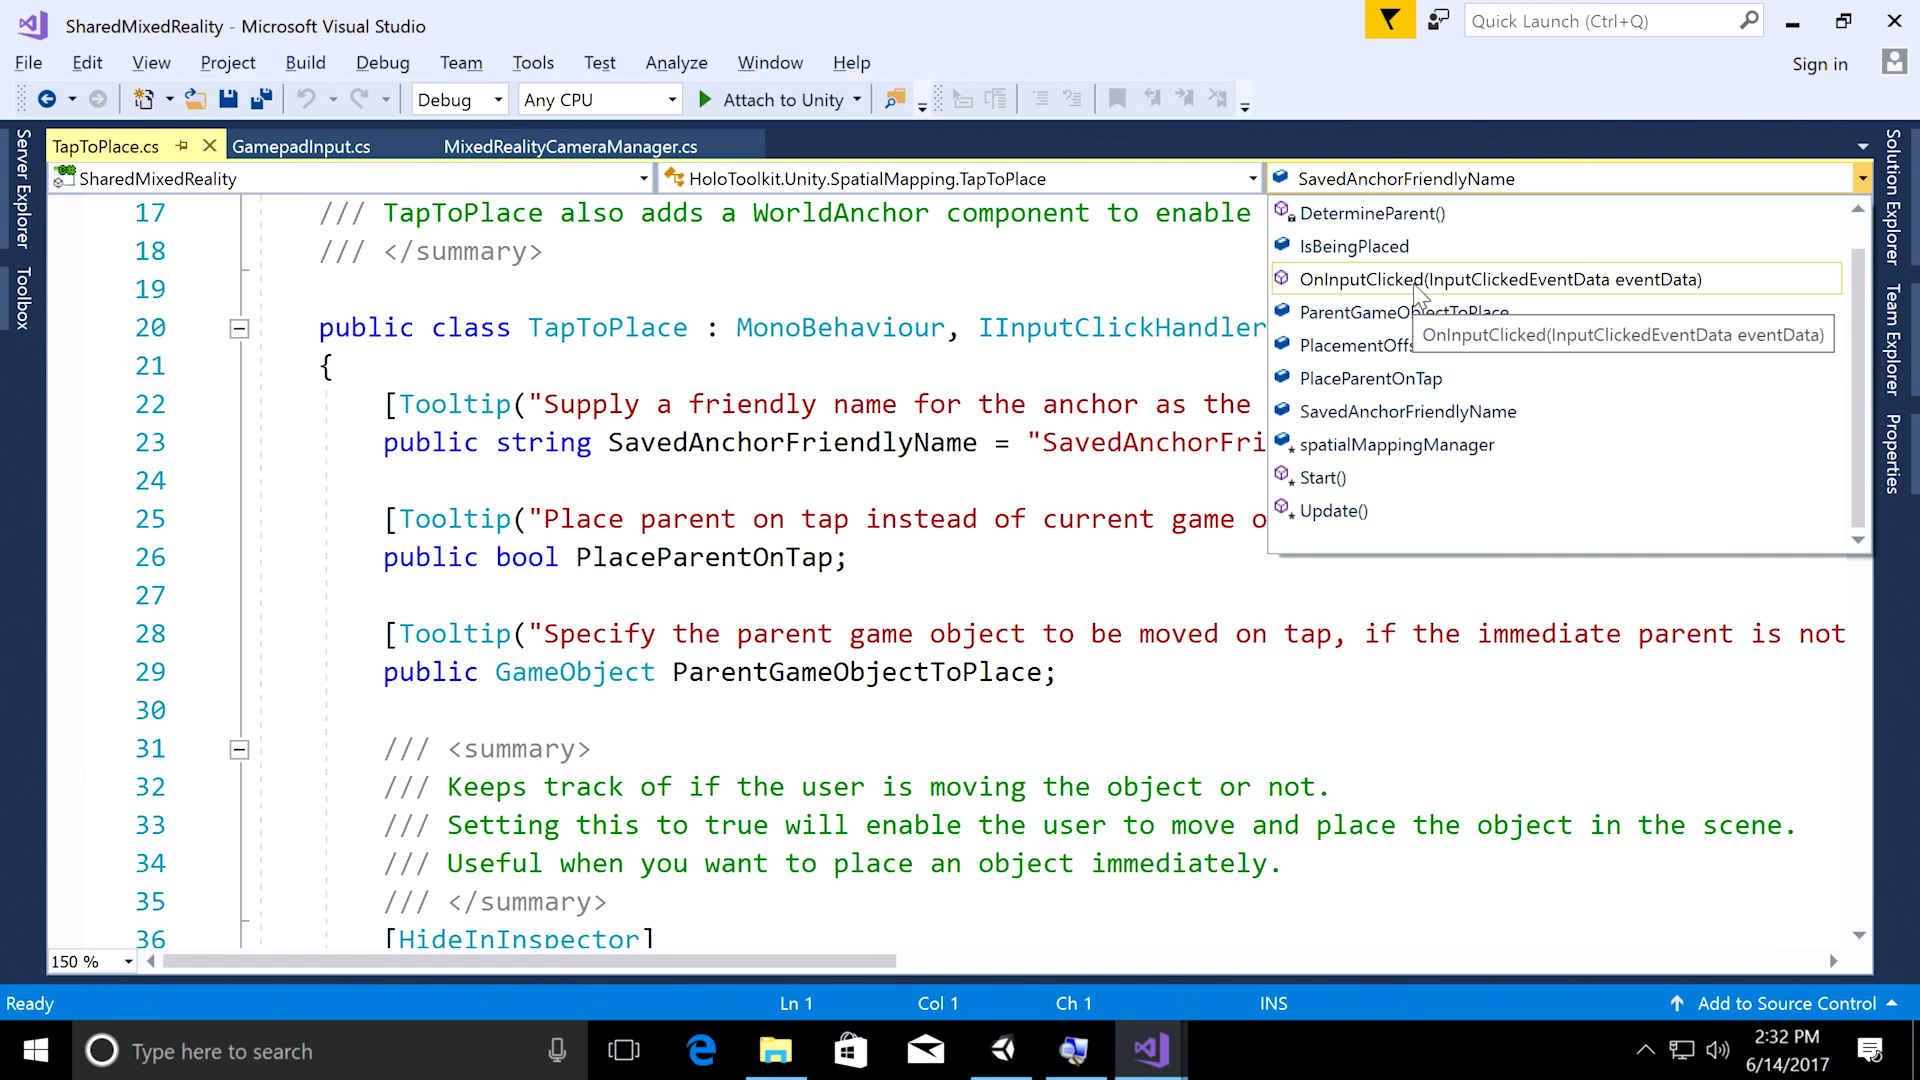 SharedMixedReality - Microsoft Visual Studio
Quick Launch (Ctrl+Q)
File Edit View Project Build Debug Team Tools Test Analyze Window Help
Sign in
Debug Any CPU Attach to Unity
Server Explorer
Toolbox
TapToPlace.cs GamepadInput.cs MixedRealityCameraManager.cs
SharedMixedReality HoloToolkit.Unity.SpatialMapping.TapToPlace SavedAnchorFriendlyName
DetermineParent()
IsBeingPlaced
OnInputClicked(InputClickedEventData eventData)
ParentGameObjectToPlace
OnInputClicked(InputClickedEventData eventData)
PlacementOffs
PlaceParentOnTap
SavedAnchorFriendlyName
spatialMappingManager
Start()
Update()
17 /// TapToPlace also adds a WorldAnchor component to enable
18 /// </summary>
19
20 public class TapToPlace : MonoBehaviour, IInputClickHandler
21 {
22 [Tooltip("Supply a friendly name for the anchor as the
23 public string SavedAnchorFriendlyName = "SavedAnchorFri
24
25 [Tooltip("Place parent on tap instead of current game o
26 public bool PlaceParentOnTap;
27
28 [Tooltip("Specify the parent game object to be moved on tap, if the immediate parent is not
29 public GameObject ParentGameObjectToPlace;
30
31 /// <summary>
32 /// Keeps track of if the user is moving the object or not.
33 /// Setting this to true will enable the user to move and place the object in the scene.
34 /// Useful when you want to place an object immediately.
35 /// </summary>
36 [HideInInspector]
Solution Explorer
Team Explorer
Properties
150 %
Ready Ln 1 Col 1 Ch 1 INS Add to Source Control
Type here to search
2:32 PM
6/14/2017